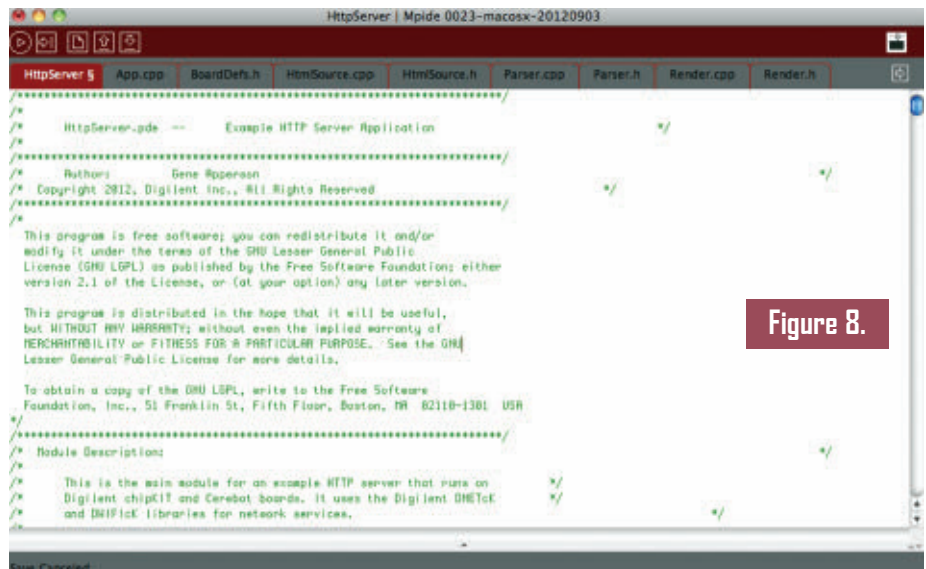 HttpServer | Mpide 0023-macosx-20120903
HttpServer § App.cpp BoardDefs.h HtmlSource.cpp HtmlSource.h Parser.cpp Parser.h Render.cpp Render.h
/************************************************************************/
/*
/* HttpServer.pde -- Example HTTP Server Application */
/*
/************************************************************************/
/* Author: Gene Apperson */
/* Copyright 2012, Digilent Inc., All Rights Reserved */
/************************************************************************/
/*
This program is free software; you can redistribute it and/or
modify it under the terms of the GNU Lesser General Public
License (GNU LGPL) as published by the Free Software Foundation; either
version 2.1 of the License, or (at your option) any later version.
This program is distributed in the hope that it will be useful,
but WITHOUT ANY WARRANTY; without even the implied warranty of
MERCHANTABILITY or FITNESS FOR A PARTICULAR PURPOSE. See the GNU
Lesser General Public License for more details.
Figure 8.
To obtain a copy of the GNU LGPL, write to the Free Software
Foundation, Inc., 51 Franklin St, Fifth Floor, Boston, MA 02110-1301 USA
*/
/************************************************************************/
/* Module Description: */
/*
/* This is the main module for an example HTTP server that runs on */
/* Digilent chipKIT and Cerebot boards. It uses the Digilent DNETcK */
/* and DWIFIcK libraries for network services. */
/*
Save Canceled